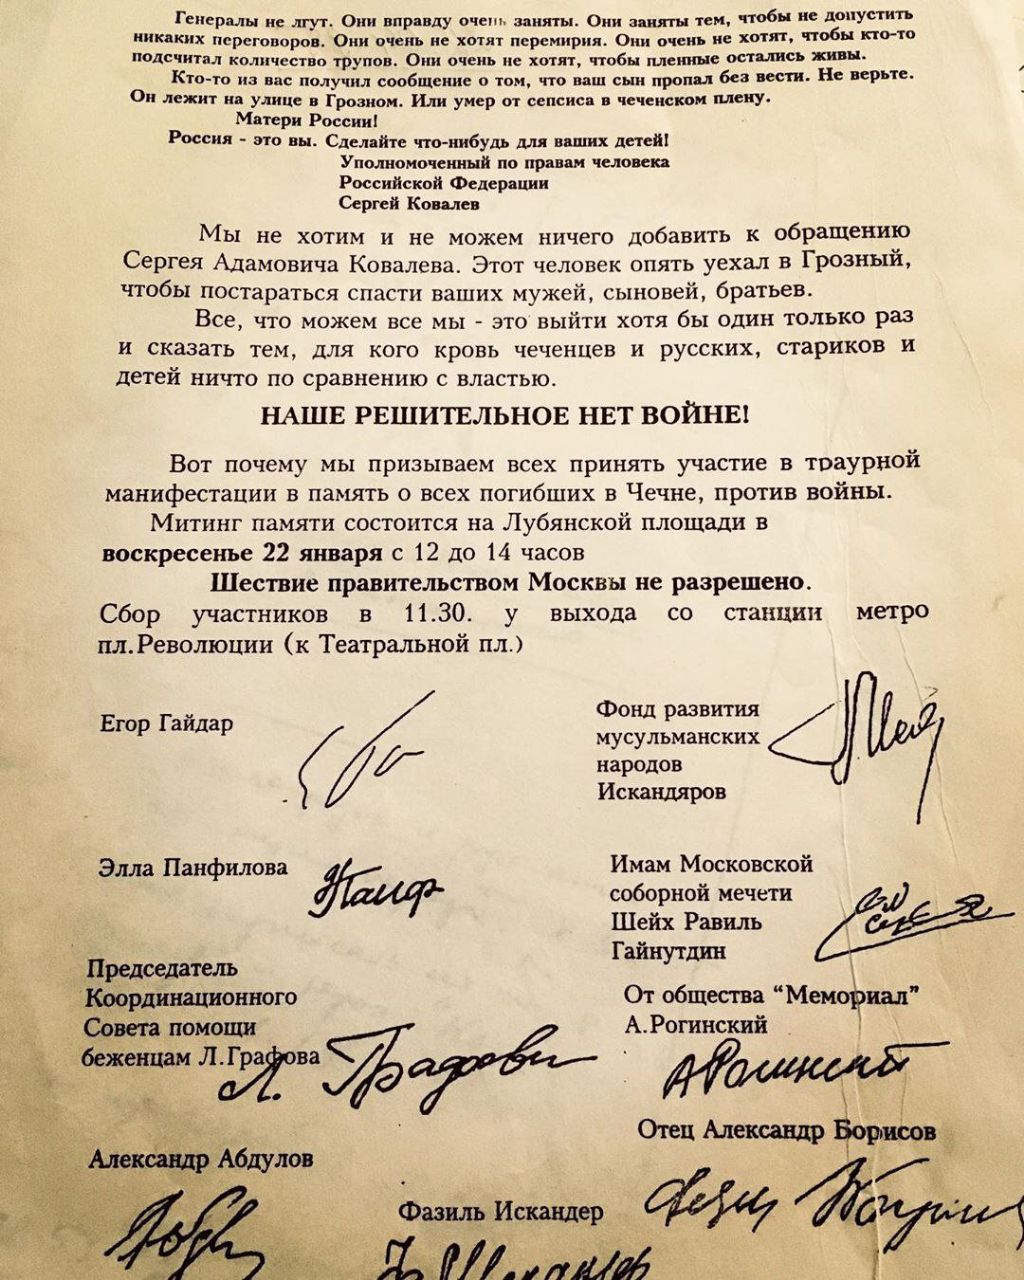 Генералы не лгут. Они вправду очень заняты. Они заняты тем, чтобы не допустить
никаких переговоров. Они очень не хотят перемирия. Они очень не хотят, чтобы кто-то
подсчитал количество трупов. Они очень не хотят, чтобы пленные остались живы.
Кто-то из вас получил сообщение о том, что ваш сын пропал без вести. Не верьте.
Он лежит на улице в Грозном. Или умер от сепсиса в чеченском плену.
Матери России!
Россия - это вы. Сделайте что-нибудь для ваших детей!
Уполномоченный по правам человека
Российской Федерации
Сергей Ковалев
Мы не хотим и не можем ничего добавить к обращению
Сергея Адамовича Ковалева. Этот человек опять уехал в Грозный,
чтобы постараться спасти ваших мужей, сыновей, братьев.
Все, что можем все мы - это выйти хотя бы один только раз
и сказать тем, для кого кровь чеченцев и русских, стариков и
детей ничто по сравнению с властью.
НАШЕ РЕШИТЕЛЬНОЕ НЕТ ВОЙНЕ!
Вот почему мы призываем всех принять участие в траурной
манифестации в память о всех погибших в Чечне, против войны.
Митинг памяти состоится на Лубянской площади в
воскресенье 22 января с 12 до 14 часов
Шествие правительством Москвы не разрешено.
Сбор участников в 11.30. у выхода со станции метро
пл.Революции (к Театральной пл.)
Егор Гайдар
Фонд развития
мусульманских
народов
Искандяров
Элла Панфилова
Панф
Имам Московской
соборной мечети
Шейх Равиль
Гайнутдин
Председатель
Координационного
Совета помощи
беженцам Л.Графова
Л. Графова
От общества “Мемориал”
А.Рогинский
АРогинский
Отец Александр Борисов
Александр Абдулов
Фазиль Искандер
Ф Искандер